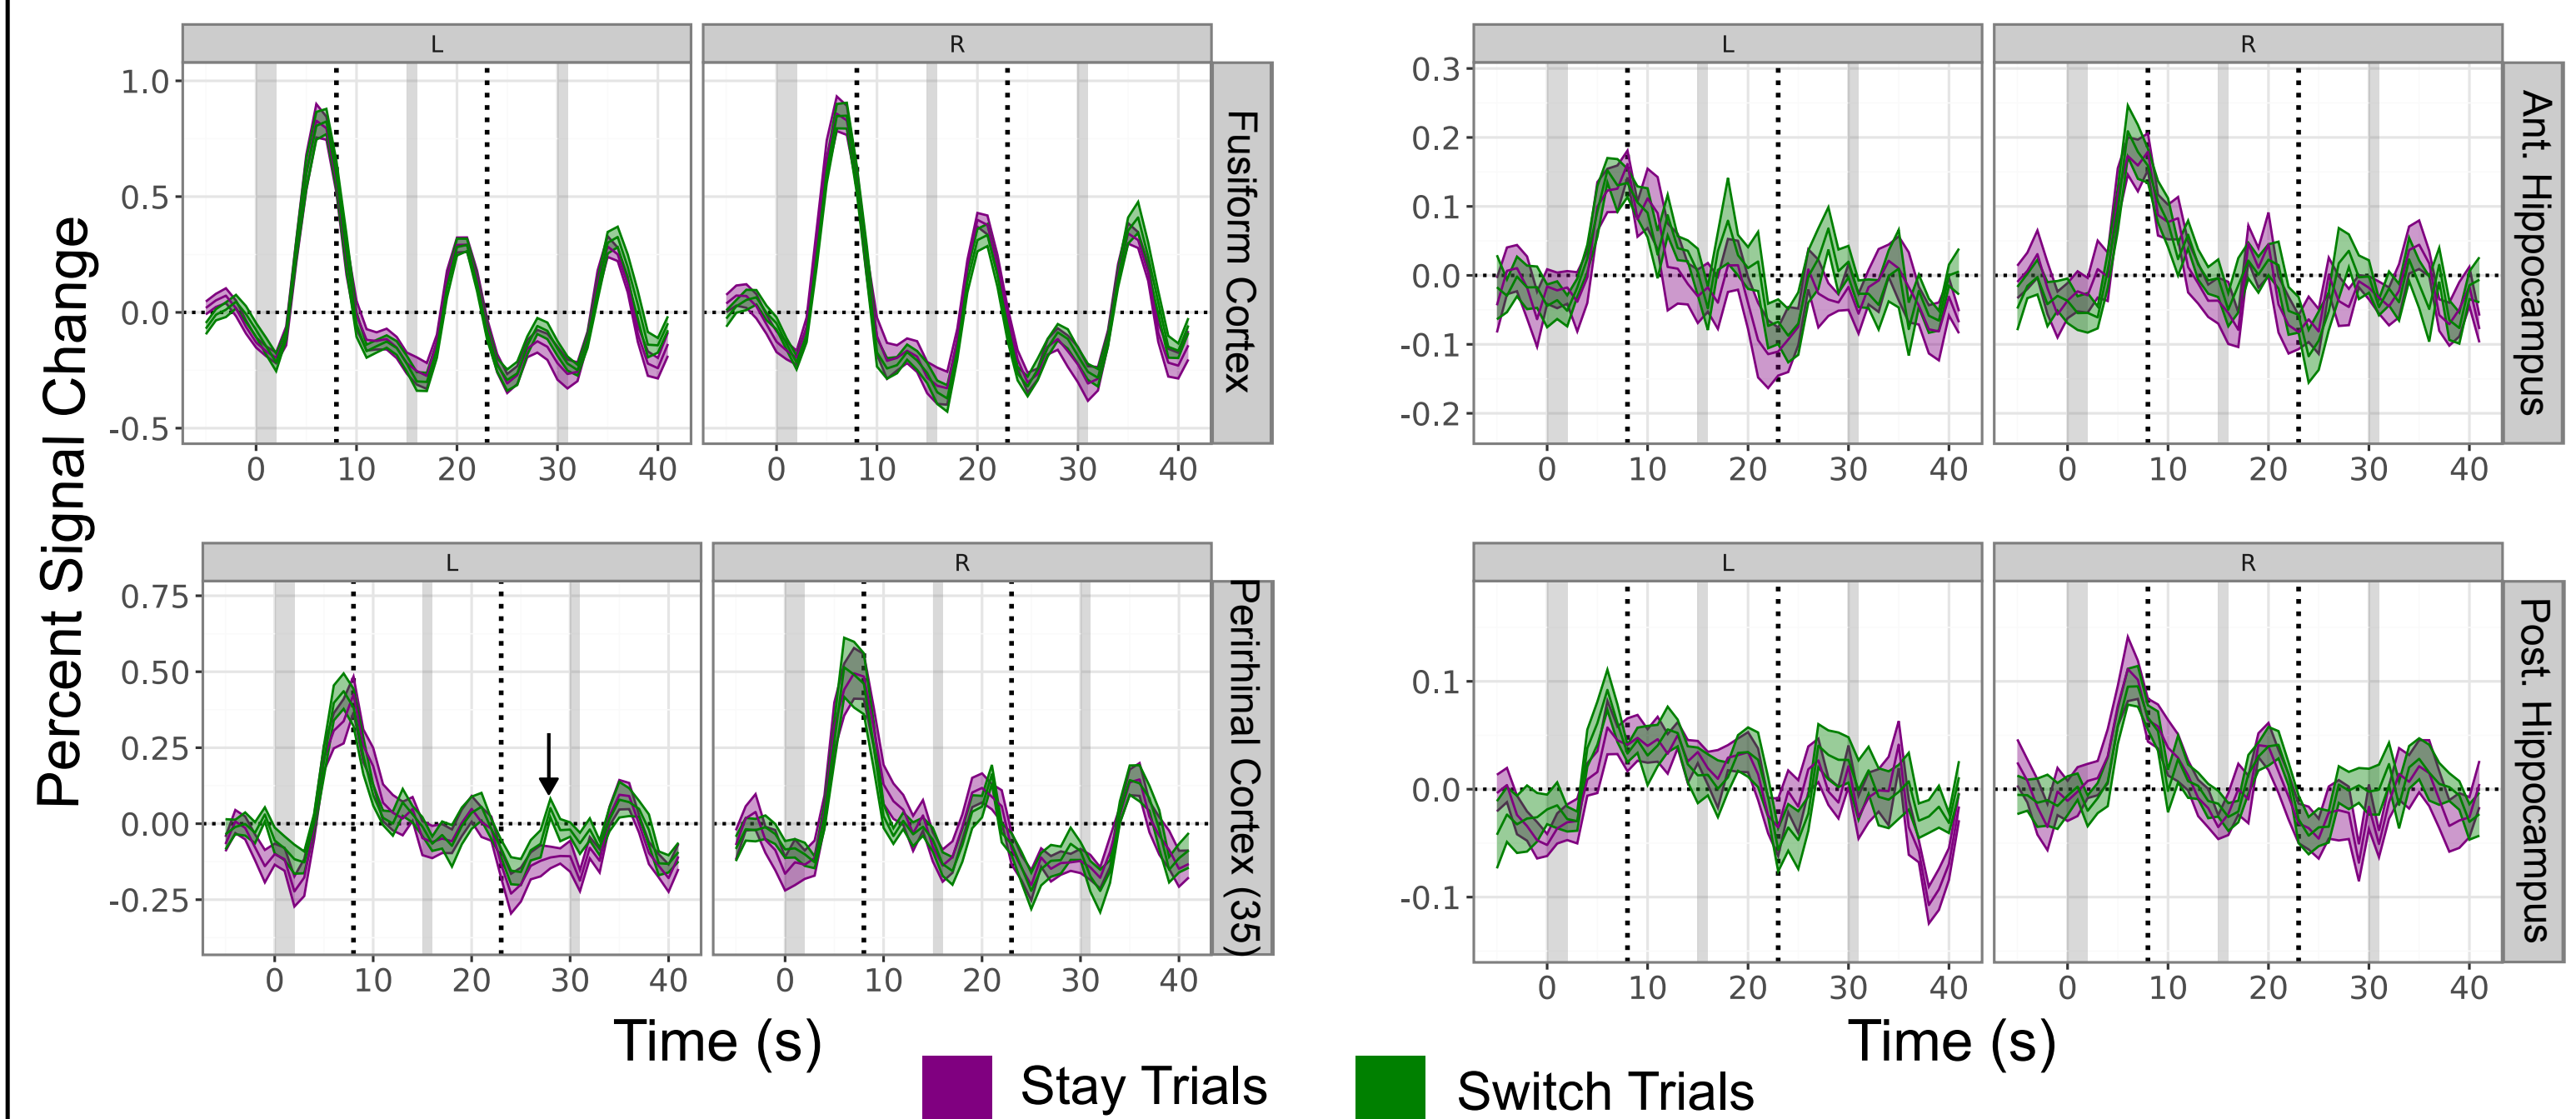 Percent Signal Change
L
R
Fusiform Cortex
1.0
0.5
0.0
-0.5
0 10 20 30 40
0 10 20 30 40
L
R
Ant. Hippocampus
0.3
0.2
0.1
0.0
-0.1
-0.2
0 10 20 30 40
0 10 20 30 40
L
R
Perirhinal Cortex (35)
0.75
0.50
0.25
0.00
-0.25
0 10 20 30 40
0 10 20 30 40
L
R
Post. Hippocampus
0.1
0.0
-0.1
0 10 20 30 40
0 10 20 30 40
Time (s)
Time (s)
Stay Trials
Switch Trials